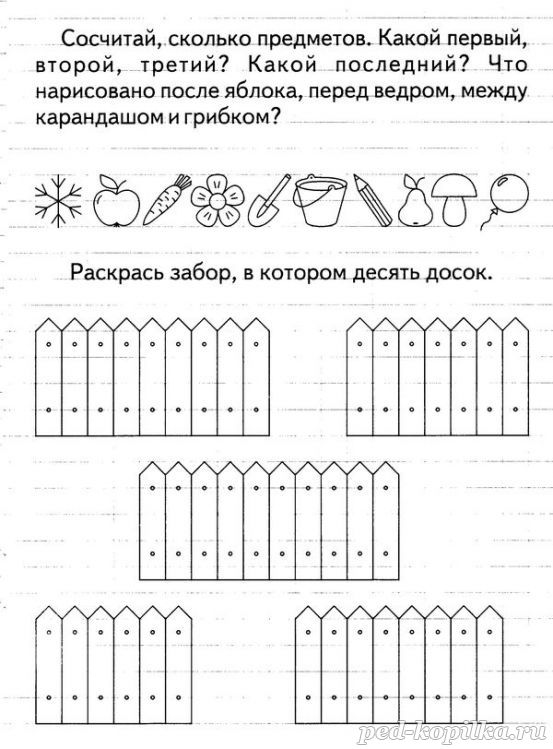 Сосчитай, сколько предметов. Какой первый,
второй, третий? Какой последний? Что
нарисовано после яблока, перед ведром, между
карандашом и грибком?
Раскрась забор, в котором десять досок.
ped-kopilka.ru